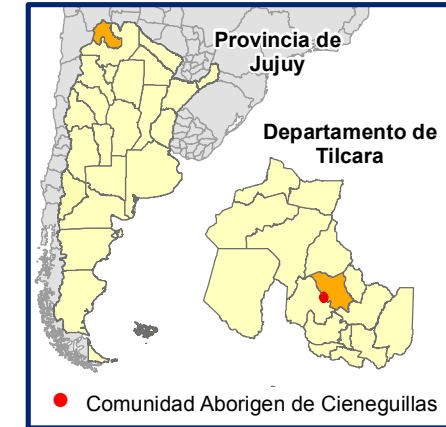 Provincia de
Jujuy
Departamento de
Tilcara
Comunidad Aborigen de Cieneguillas